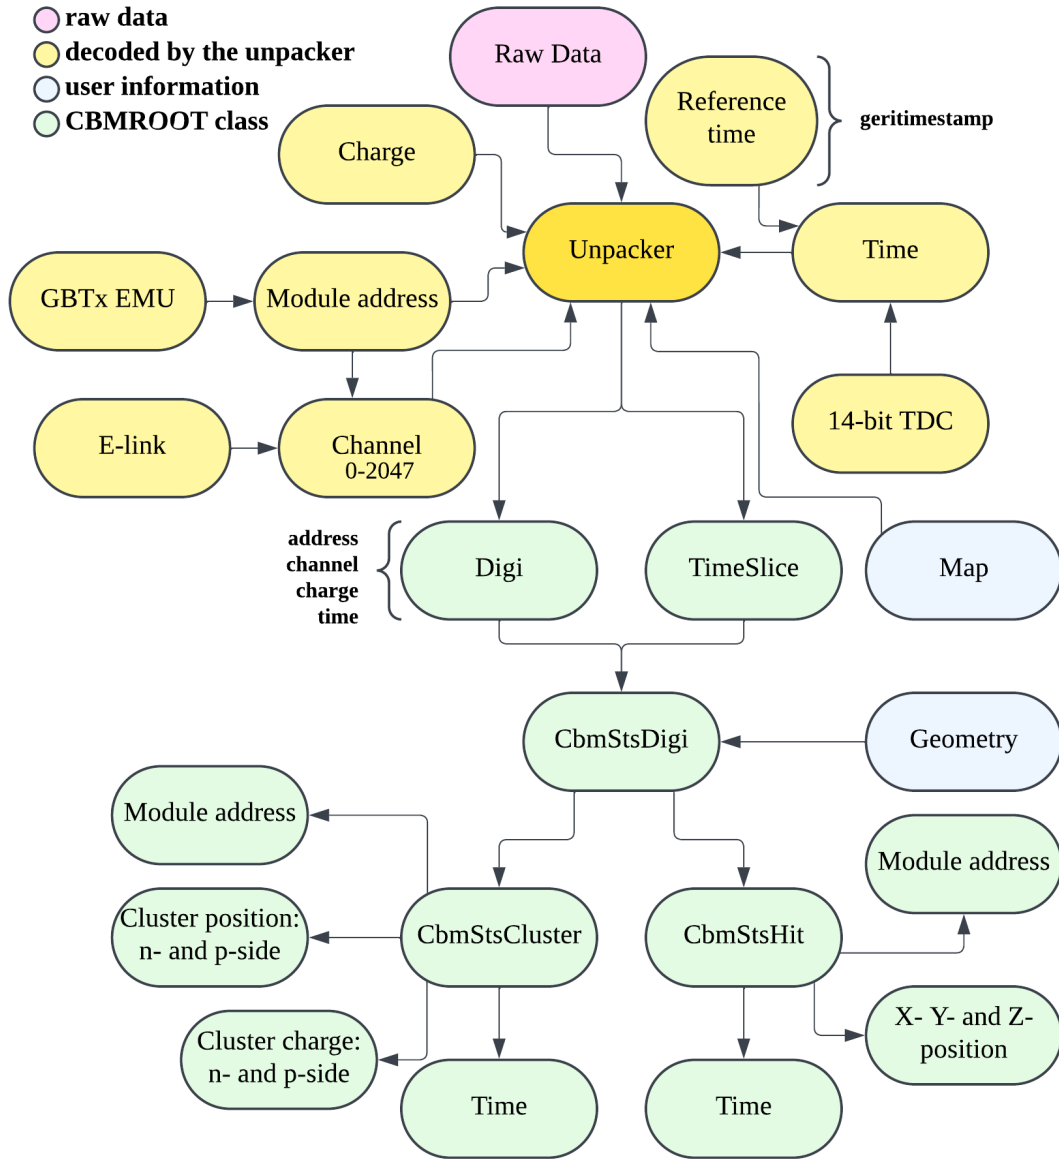 raw data
decoded by the unpacker
user information
CBMROOT class
Raw Data
Reference
time
geritimestamp
Charge
Unpacker
Time
GBTx EMU
Module address
E-link
Channel
0-2047
14-bit TDC
address
channel
charge
time
Digi
TimeSlice
Map
CbmStsDigi
Geometry
Module address
Module address
Cluster position:
n- and p-side
CbmStsCluster
CbmStsHit
X- Y- and Z-
position
Cluster charge:
n- and p-side
Time
Time